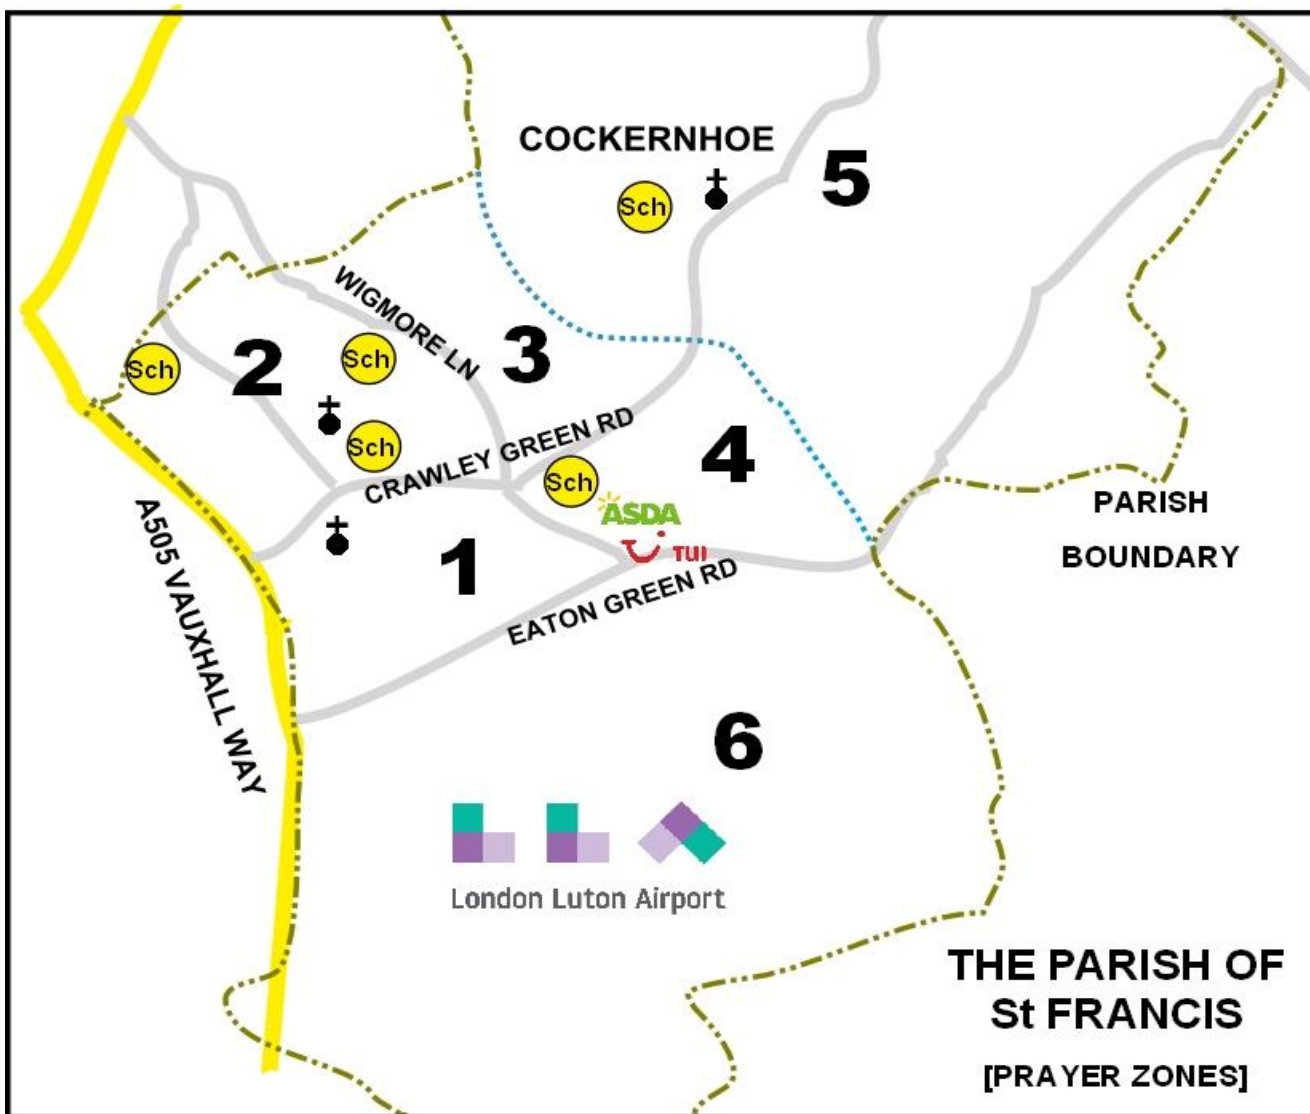 COCKERNHOE
5
Sch
WIGMORE LN
3
2
Sch
Sch
Sch
CRAWLEY GREEN RD
4
Sch
ASDA
TUI
PARISH
BOUNDARY
A505 VAUXHALL WAY
1
EATON GREEN RD
6
London Luton Airport
THE PARISH OF
St FRANCIS
[PRAYER ZONES]